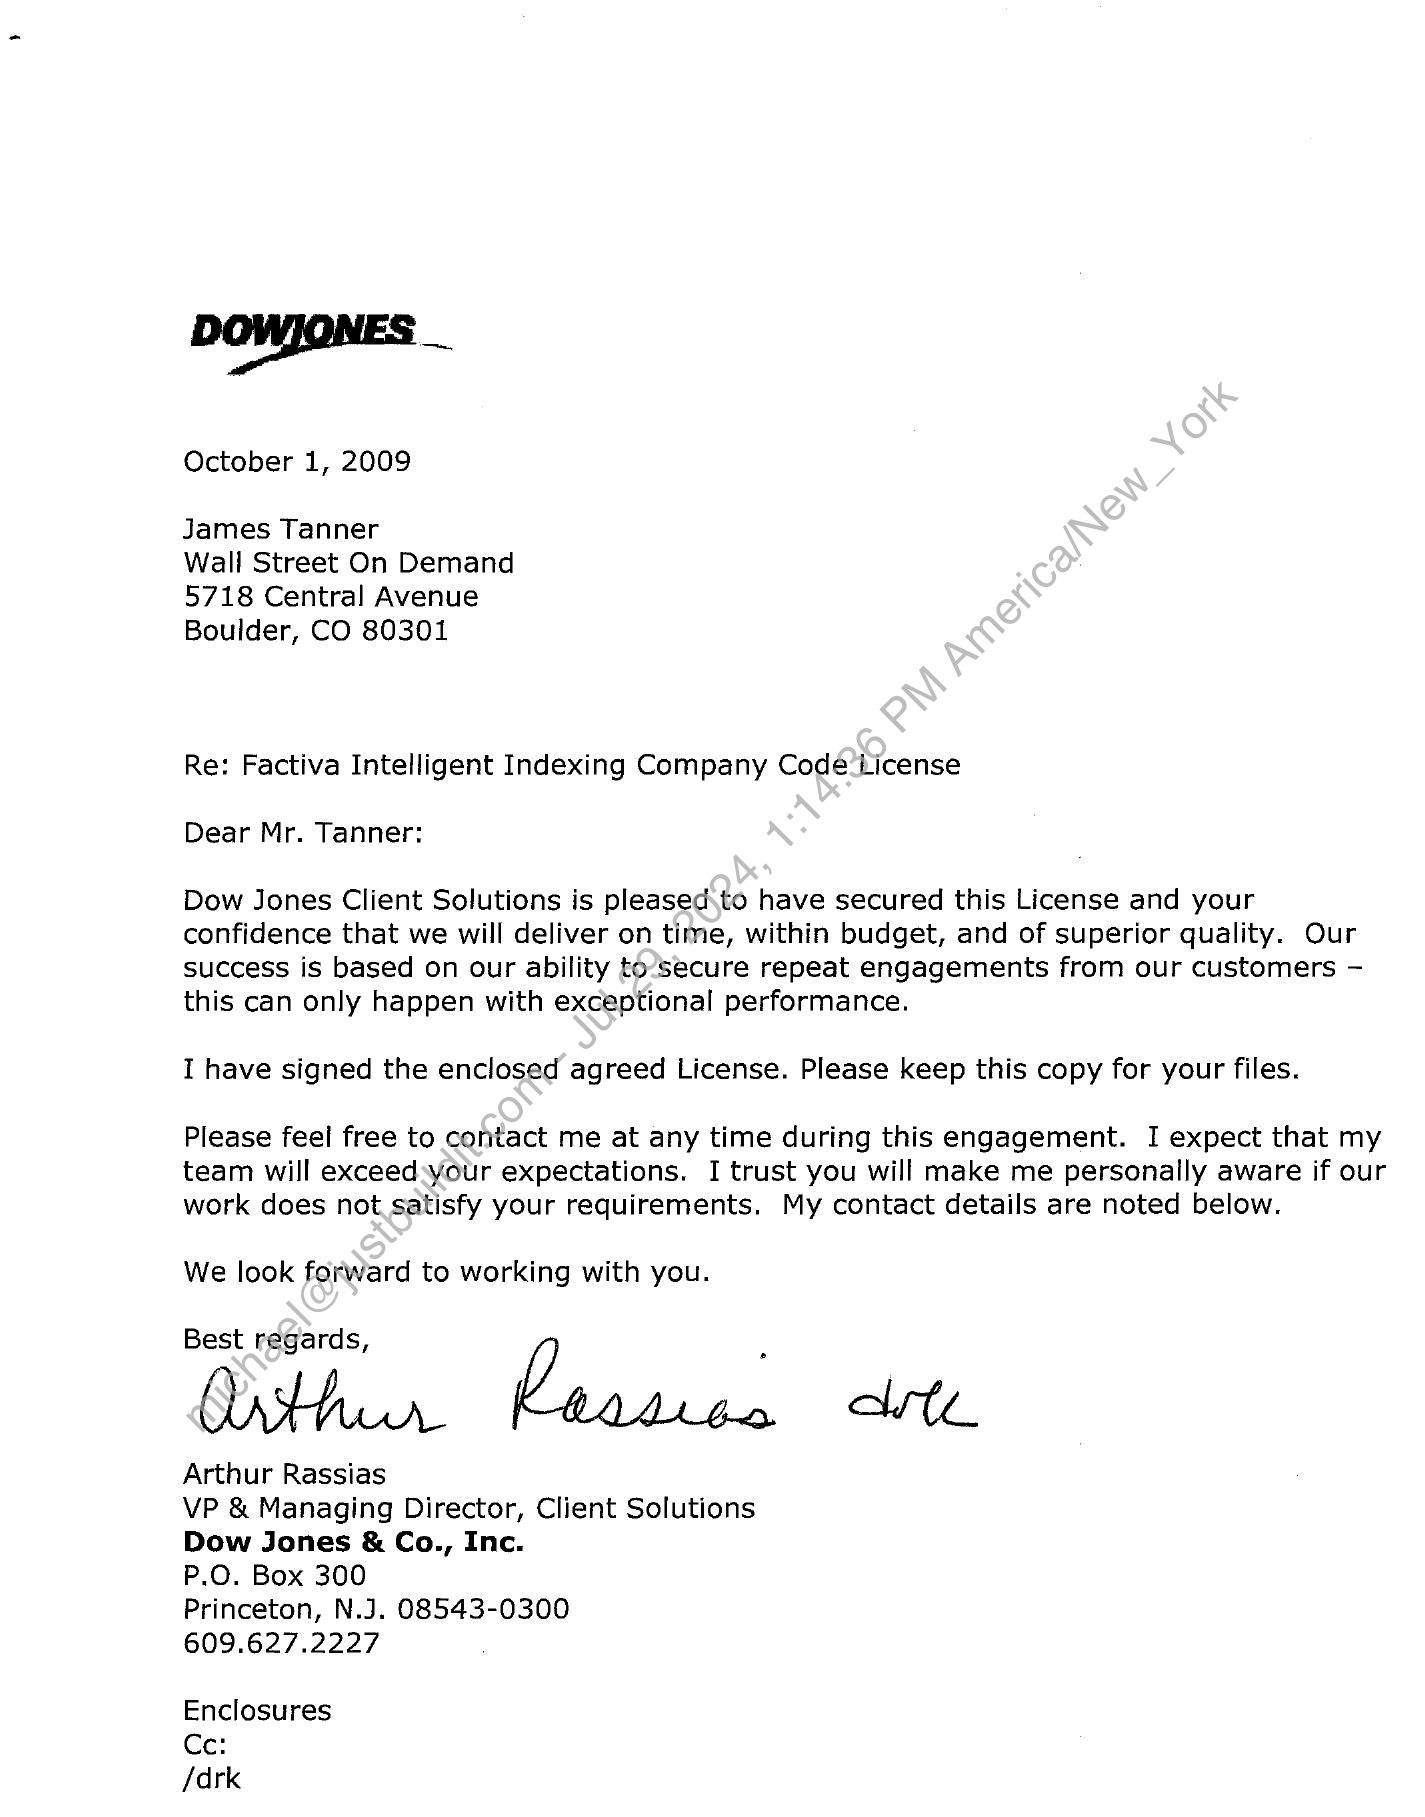 DOWJONES
October 1, 2009
James Tanner
Wall Street On Demand
5718 Central Avenue
Boulder, CO 80301
Re: Factiva Intelligent Indexing Company Code License
Dear Mr. Tanner:
Dow Jones Client Solutions is pleased to have secured this License and your
confidence that we will deliver on time, within budget, and of superior quality.  Our
success is based on our ability to secure repeat engagements from our customers –
this can only happen with exceptional performance.
I have signed the enclosed agreed License. Please keep this copy for your files.
Please feel free to contact me at any time during this engagement.  I expect that my
team will exceed your expectations.  I trust you will make me personally aware if our
work does not satisfy your requirements.  My contact details are noted below.
We look forward to working with you.
Best regards,
Arthur Rassias drk
Arthur Rassias
VP & Managing Director, Client Solutions
Dow Jones & Co., Inc.
P.O. Box 300
Princeton, N.J. 08543-0300
609.627.2227
Enclosures
Cc:
/drk
michael@justbuildit.com - Jul 29, 2024, 1:14:36 PM America/New_York